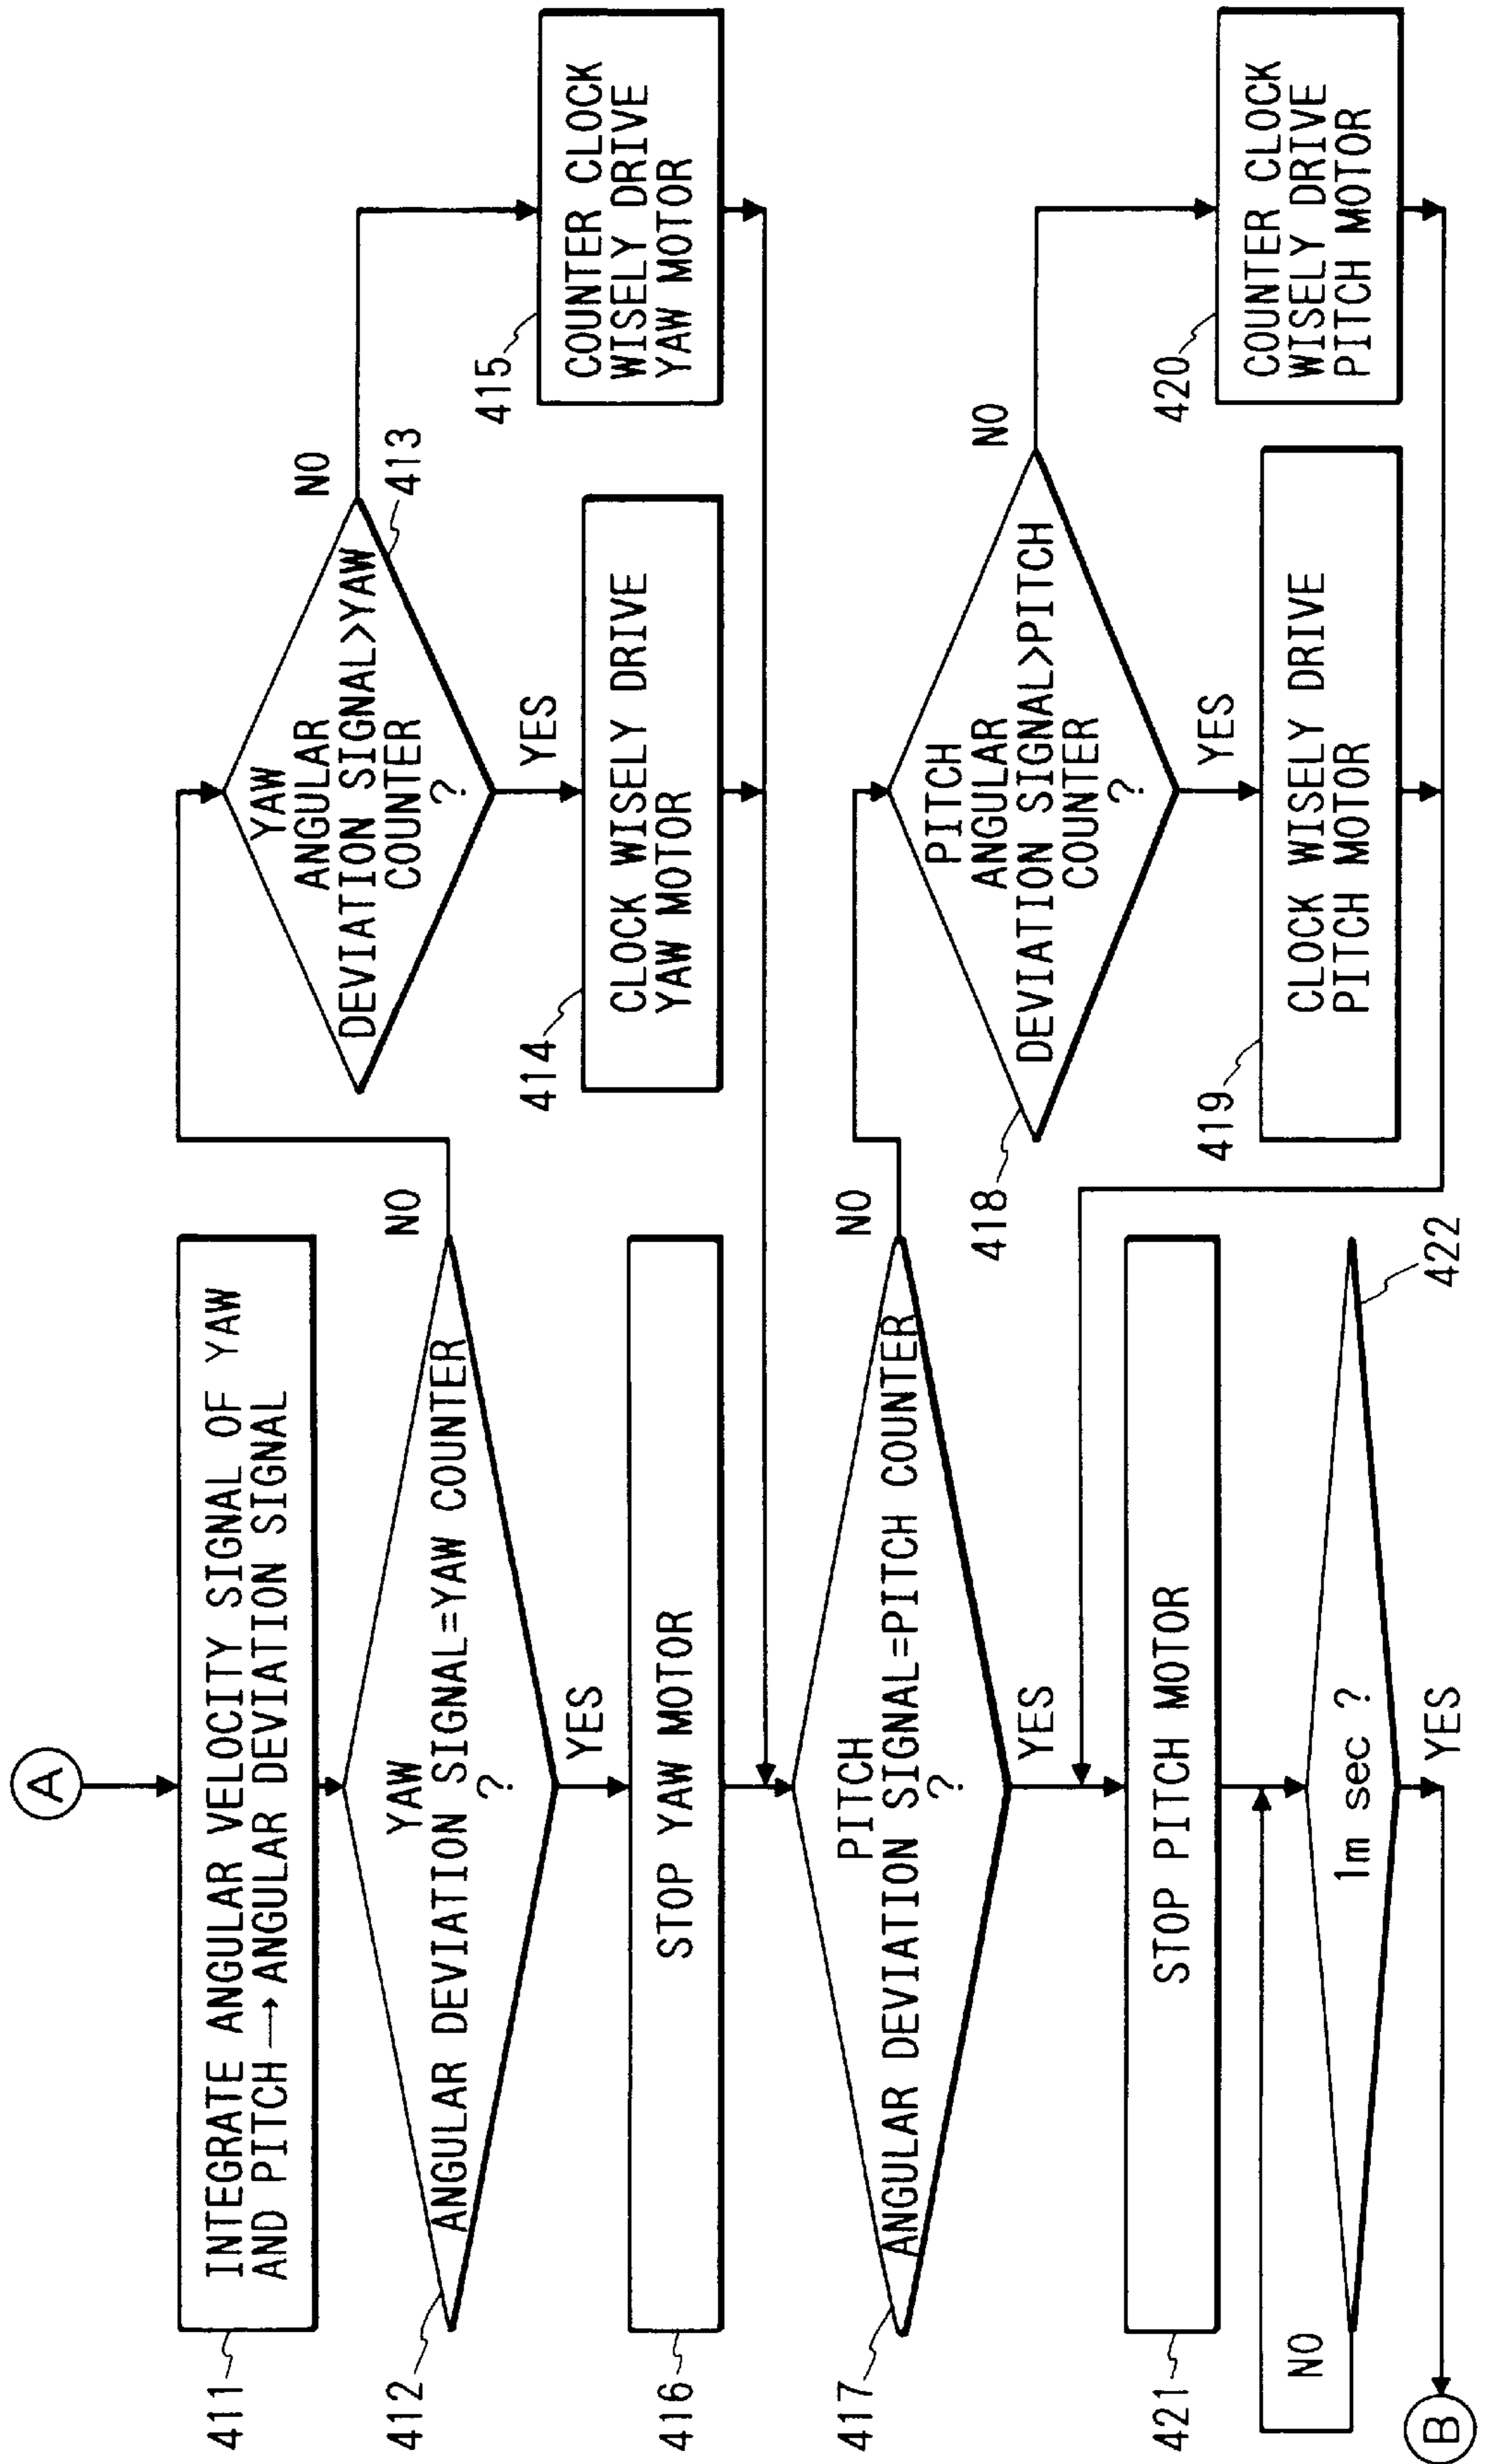 A
INTEGRATE ANGULAR VELOCITY SIGNAL OF YAW
AND PITCH → ANGULAR DEVIATION SIGNAL
411
YAW
ANGULAR DEVIATION SIGNAL=YAW COUNTER
?
412
NO
YES
YAW
ANGULAR
DEVIATION SIGNAL>YAW
COUNTER
?
413
NO
YES
414
CLOCK WISELY DRIVE
YAW MOTOR
415
COUNTER CLOCK
WISELY DRIVE
YAW MOTOR
STOP YAW MOTOR
416
PITCH
ANGULAR DEVIATION SIGNAL=PITCH COUNTER
?
417
NO
YES
PITCH
ANGULAR
DEVIATION SIGNAL>PITCH
COUNTER
?
418
NO
YES
419
CLOCK WISELY DRIVE
PITCH MOTOR
420
COUNTER CLOCK
WISELY DRIVE
PITCH MOTOR
STOP PITCH MOTOR
421
1m sec ?
422
NO
YES
B